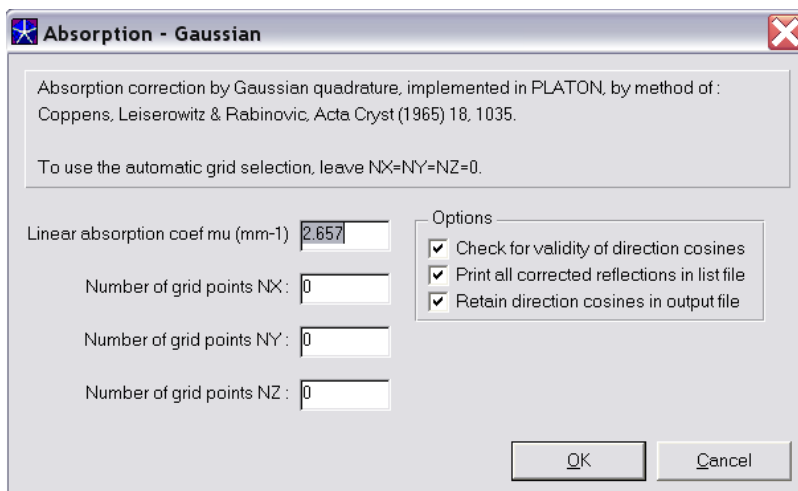 Absorption - Gaussian
Absorption correction by Gaussian quadrature, implemented in PLATON, by method of :
Coppens, Leiserowitz & Rabinovic, Acta Cryst (1965) 18, 1035.
To use the automatic grid selection, leave NX=NY=NZ=0.
Linear absorption coef mu (mm-1) 2.657
Number of grid points NX : 0
Number of grid points NY : 0
Number of grid points NZ : 0
Options
Check for validity of direction cosines
Print all corrected reflections in list file
Retain direction cosines in output file
OK Cancel